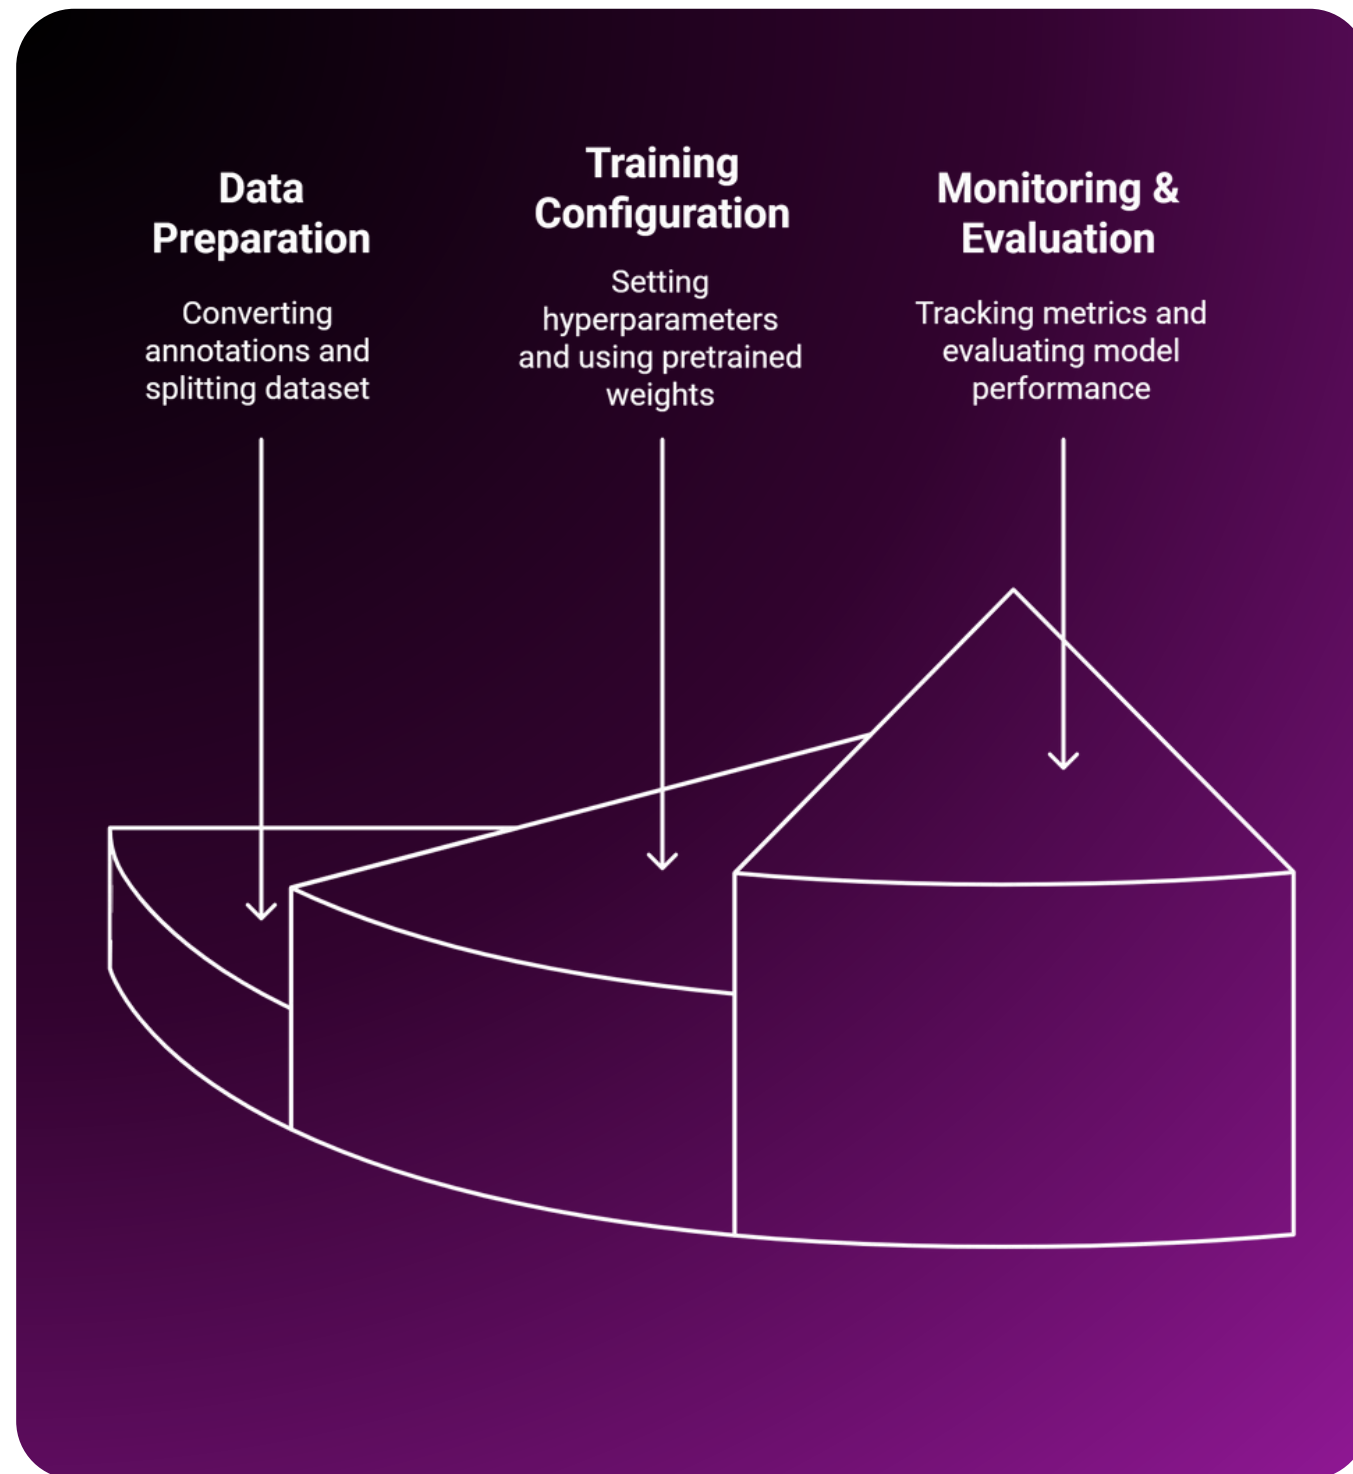 Data
Preparation
Converting
annotations and
splitting dataset
Training
Configuration
Setting
hyperparameters
and using pretrained
weights
Monitoring &
Evaluation
Tracking metrics and
evaluating model
performance